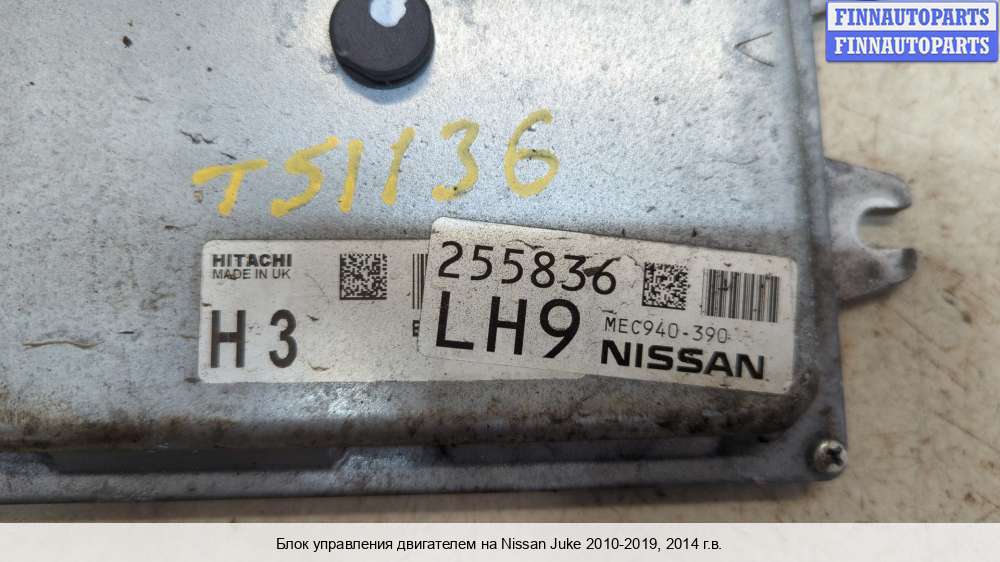 FINNAUTOPARTS
FINNAUTOPARTS
T51136
HITACHI
MADE IN UK
H3
255836
LH9
MEC940-390
NISSAN
Блок управления двигателем на Nissan Juke 2010-2019, 2014 г.в.